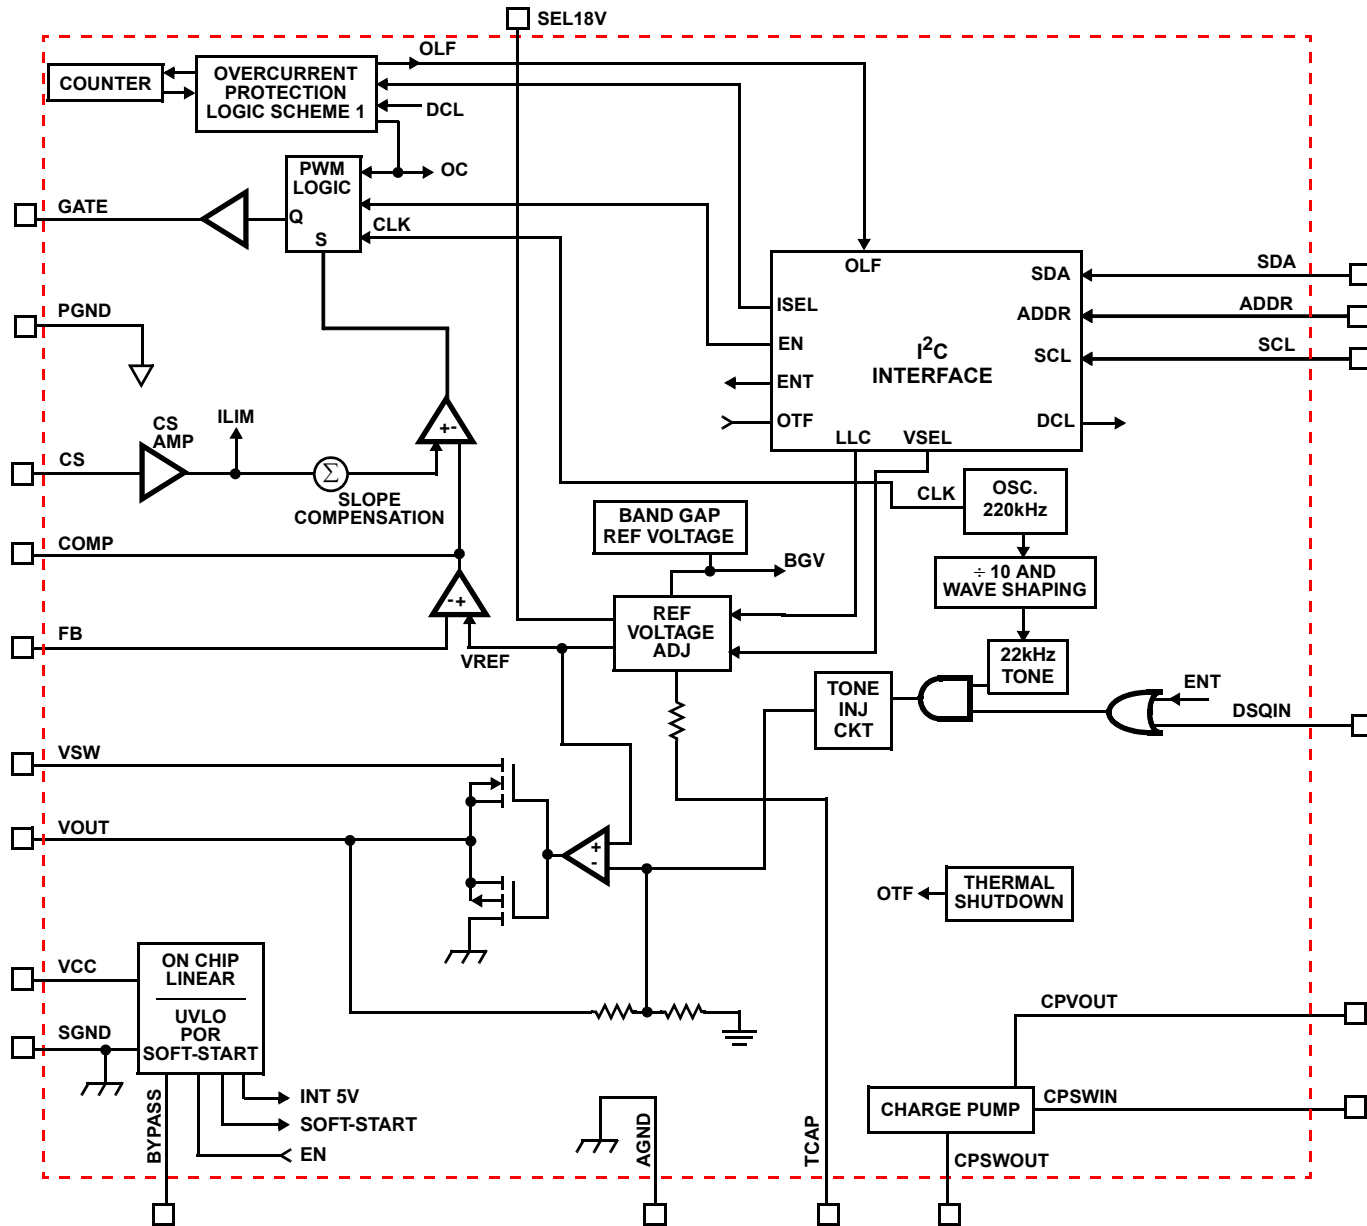 SEL18V
OLF
COUNTER
OVERCURRENT
PROTECTION
LOGIC SCHEME 1
DCL
PWM
LOGIC
OC
GATE
Q
CLK
S
OLF
SDA
SDA
ISEL
ADDR
ADDR
PGND
EN
I2C
INTERFACE
SCL
SCL
ENT
OTF
DCL
LLC
VSEL
CS
AMP
ILIM
+-
CS
Σ
SLOPE
COMPENSATION
CLK
OSC.
220kHz
BAND GAP
REF VOLTAGE
COMP
BGV
÷ 10 AND
WAVE SHAPING
-+
REF
VOLTAGE
ADJ
FB
VREF
22kHz
TONE
TONE
INJ
CKT
ENT
DSQIN
VSW
VOUT
+
-
OTF
THERMAL
SHUTDOWN
VCC
ON CHIP
LINEAR
UVLO
POR
SOFT-START
SGND
CPVOUT
INT 5V
SOFT-START
EN
BYPASS
AGND
TCAP
CHARGE PUMP
CPSWIN
CPSWOUT